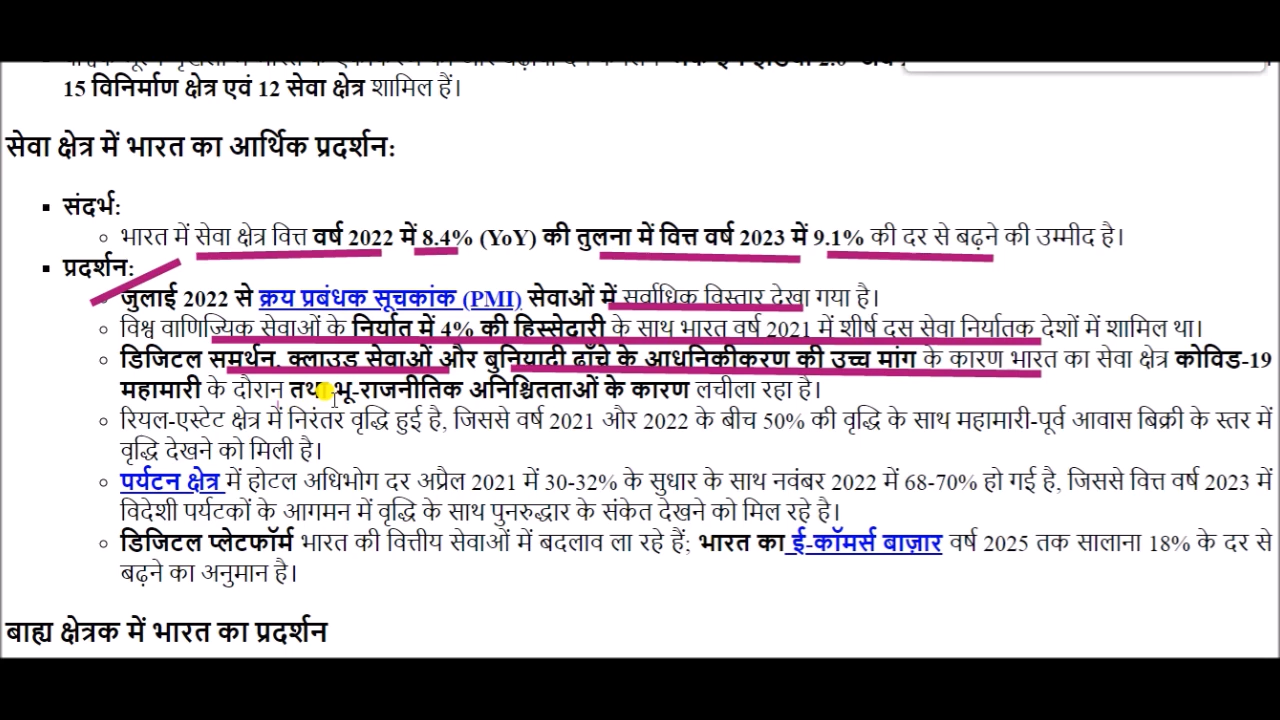 15 विनिर्माण क्षेत्र एवं 12 सेवा क्षेत्र शामिल हैं।
सेवा क्षेत्र में भारत का आर्थिक प्रदर्शन:
संदर्भ:
भारत में सेवा क्षेत्र वित्त वर्ष 2022 में 8.4% (YoY) की तुलना में वित्त वर्ष 2023 में 9.1% की दर से बढ़ने की उम्मीद है।
प्रदर्शन:
जुलाई 2022 से क्रय प्रबंधक सूचकांक (PMI) सेवाओं में सर्वाधिक विस्तार देखा गया है।
विश्व वाणिज्यिक सेवाओं के निर्यात में 4% की हिस्सेदारी के साथ भारत वर्ष 2021 में शीर्ष दस सेवा निर्यातक देशों में शामिल था।
डिजिटल समर्थन, क्लाउड सेवाओं और बुनियादी ढाँचे के आधुनिकीकरण की उच्च मांग के कारण भारत का सेवा क्षेत्र कोविड-19
महामारी के दौरान तथा भू-राजनीतिक अनिश्चितताओं के कारण लचीला रहा है।
रियल-एस्टेट क्षेत्र में निरंतर वृद्धि हुई है, जिससे वर्ष 2021 और 2022 के बीच 50% की वृद्धि के साथ महामारी-पूर्व आवास बिक्री के स्तर में
वृद्धि देखने को मिली है।
पर्यटन क्षेत्र में होटल अधिभोग दर अप्रैल 2021 में 30-32% के सुधार के साथ नवंबर 2022 में 68-70% हो गई है, जिससे वित्त वर्ष 2023 में
विदेशी पर्यटकों के आगमन में वृद्धि के साथ पुनरुद्धार के संकेत देखने को मिल रहे है।
डिजिटल प्लेटफॉर्म भारत की वित्तीय सेवाओं में बदलाव ला रहे हैं; भारत का ई-कॉमर्स बाज़ार वर्ष 2025 तक सालाना 18% के दर से
बढ़ने का अनुमान है।
बाह्य क्षेत्रक में भारत का प्रदर्शन